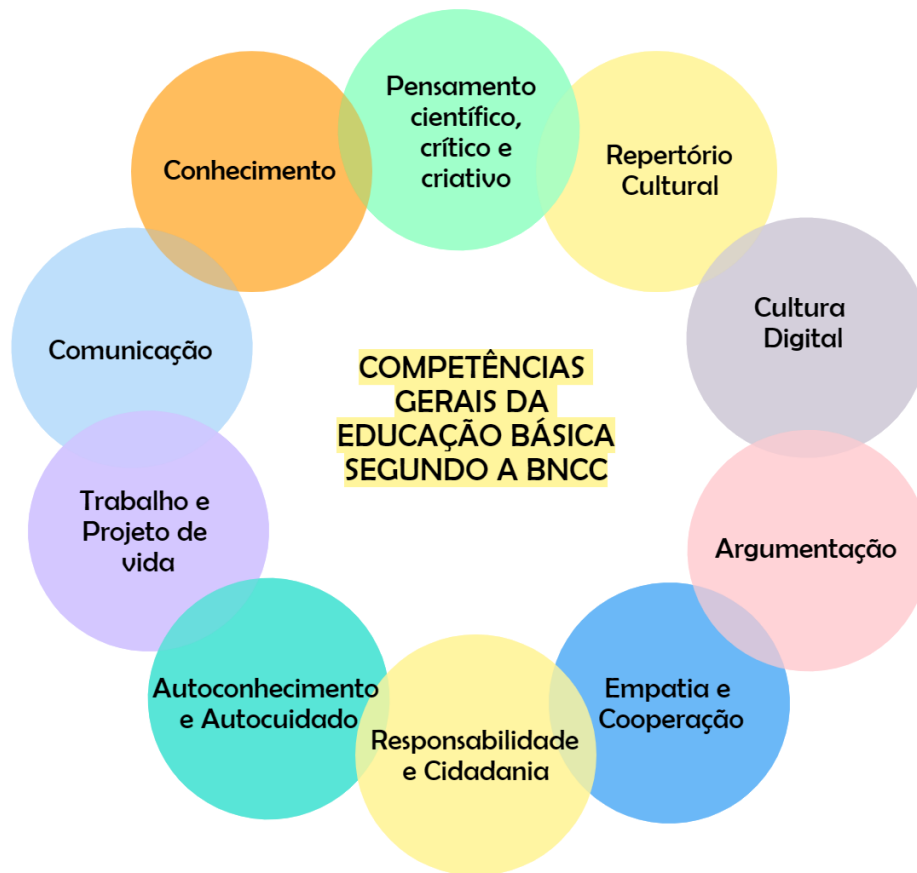 Pensamento
científico,
crítico e
criativo
Repertório
Cultural
Cultura
Digital
Argumentação
Empatia e
Cooperação
Responsabilidade
e Cidadania
Autoconhecimento
e Autocuidado
Trabalho e
Projeto de
vida
Comunicação
Conhecimento
COMPETÊNCIAS
GERAIS DA
EDUCAÇÃO BÁSICA
SEGUNDO A BNCC